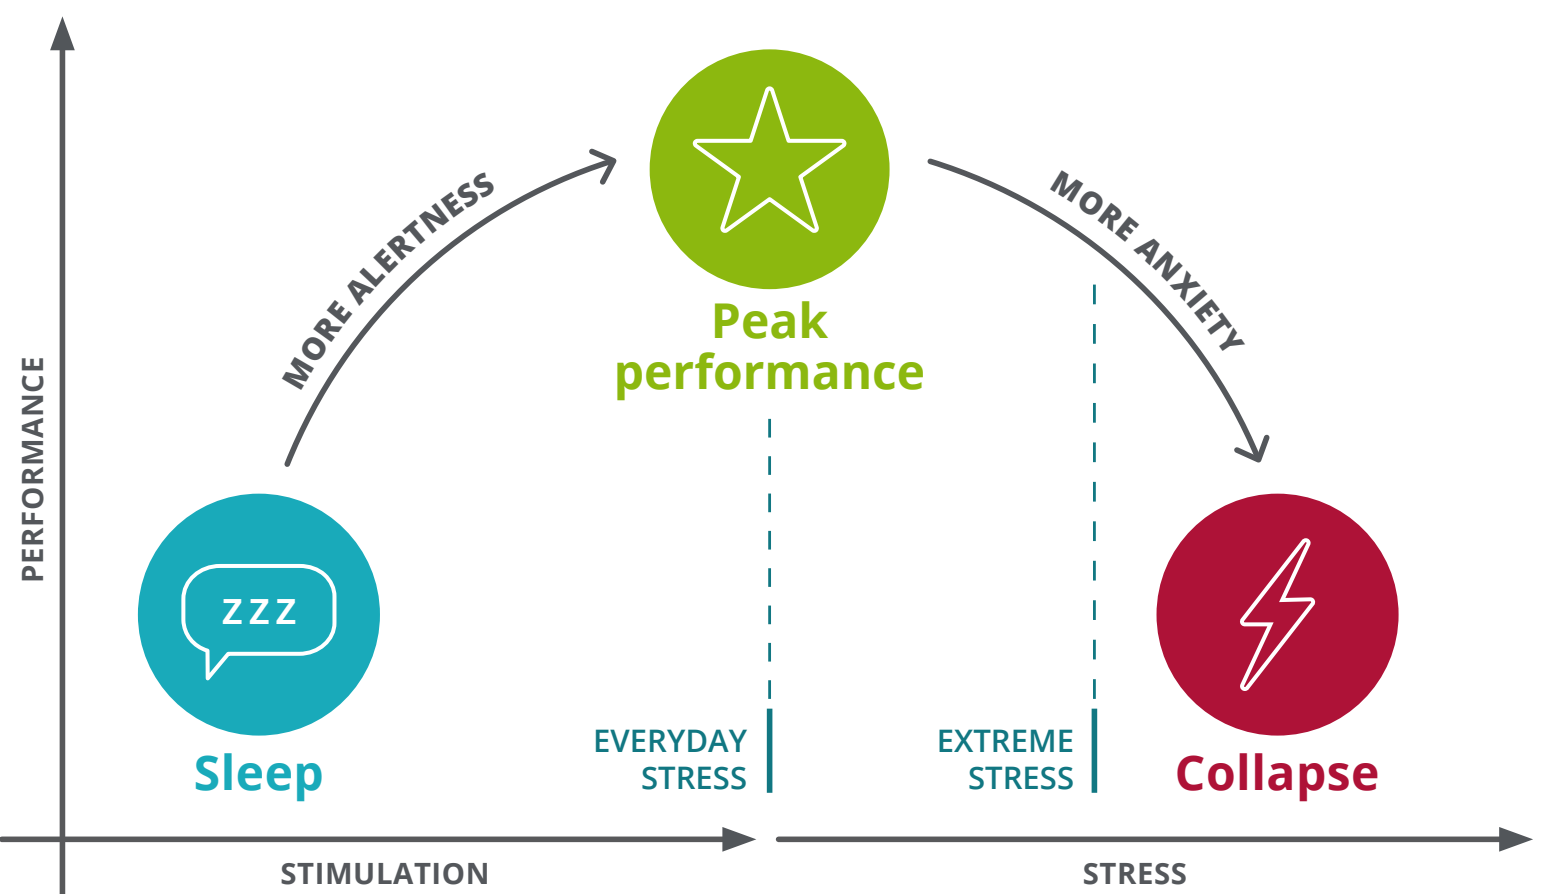 PERFORMANCE
MORE ALERTNESS
MORE ANXIETY
Peak
performance
ZZZ
Sleep
EVERYDAY
STRESS
EXTREME
STRESS
Collapse
STIMULATION
STRESS